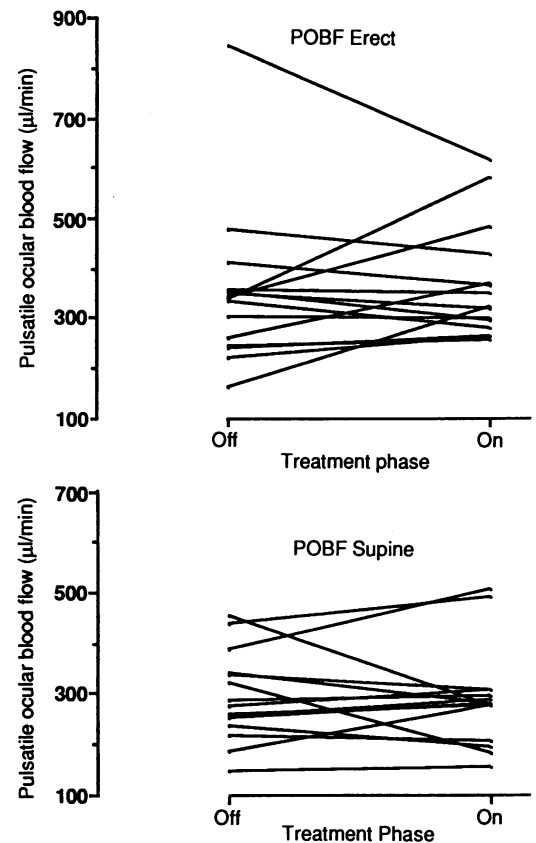 900
POBF Erect
700
500
300
100
Pulsatile ocular blood flow (µl/min)
Off
On
Treatment phase
700
POBF Supine
500
300
100
Pulsatile ocular blood flow (µl/min)
Off
On
Treatment Phase